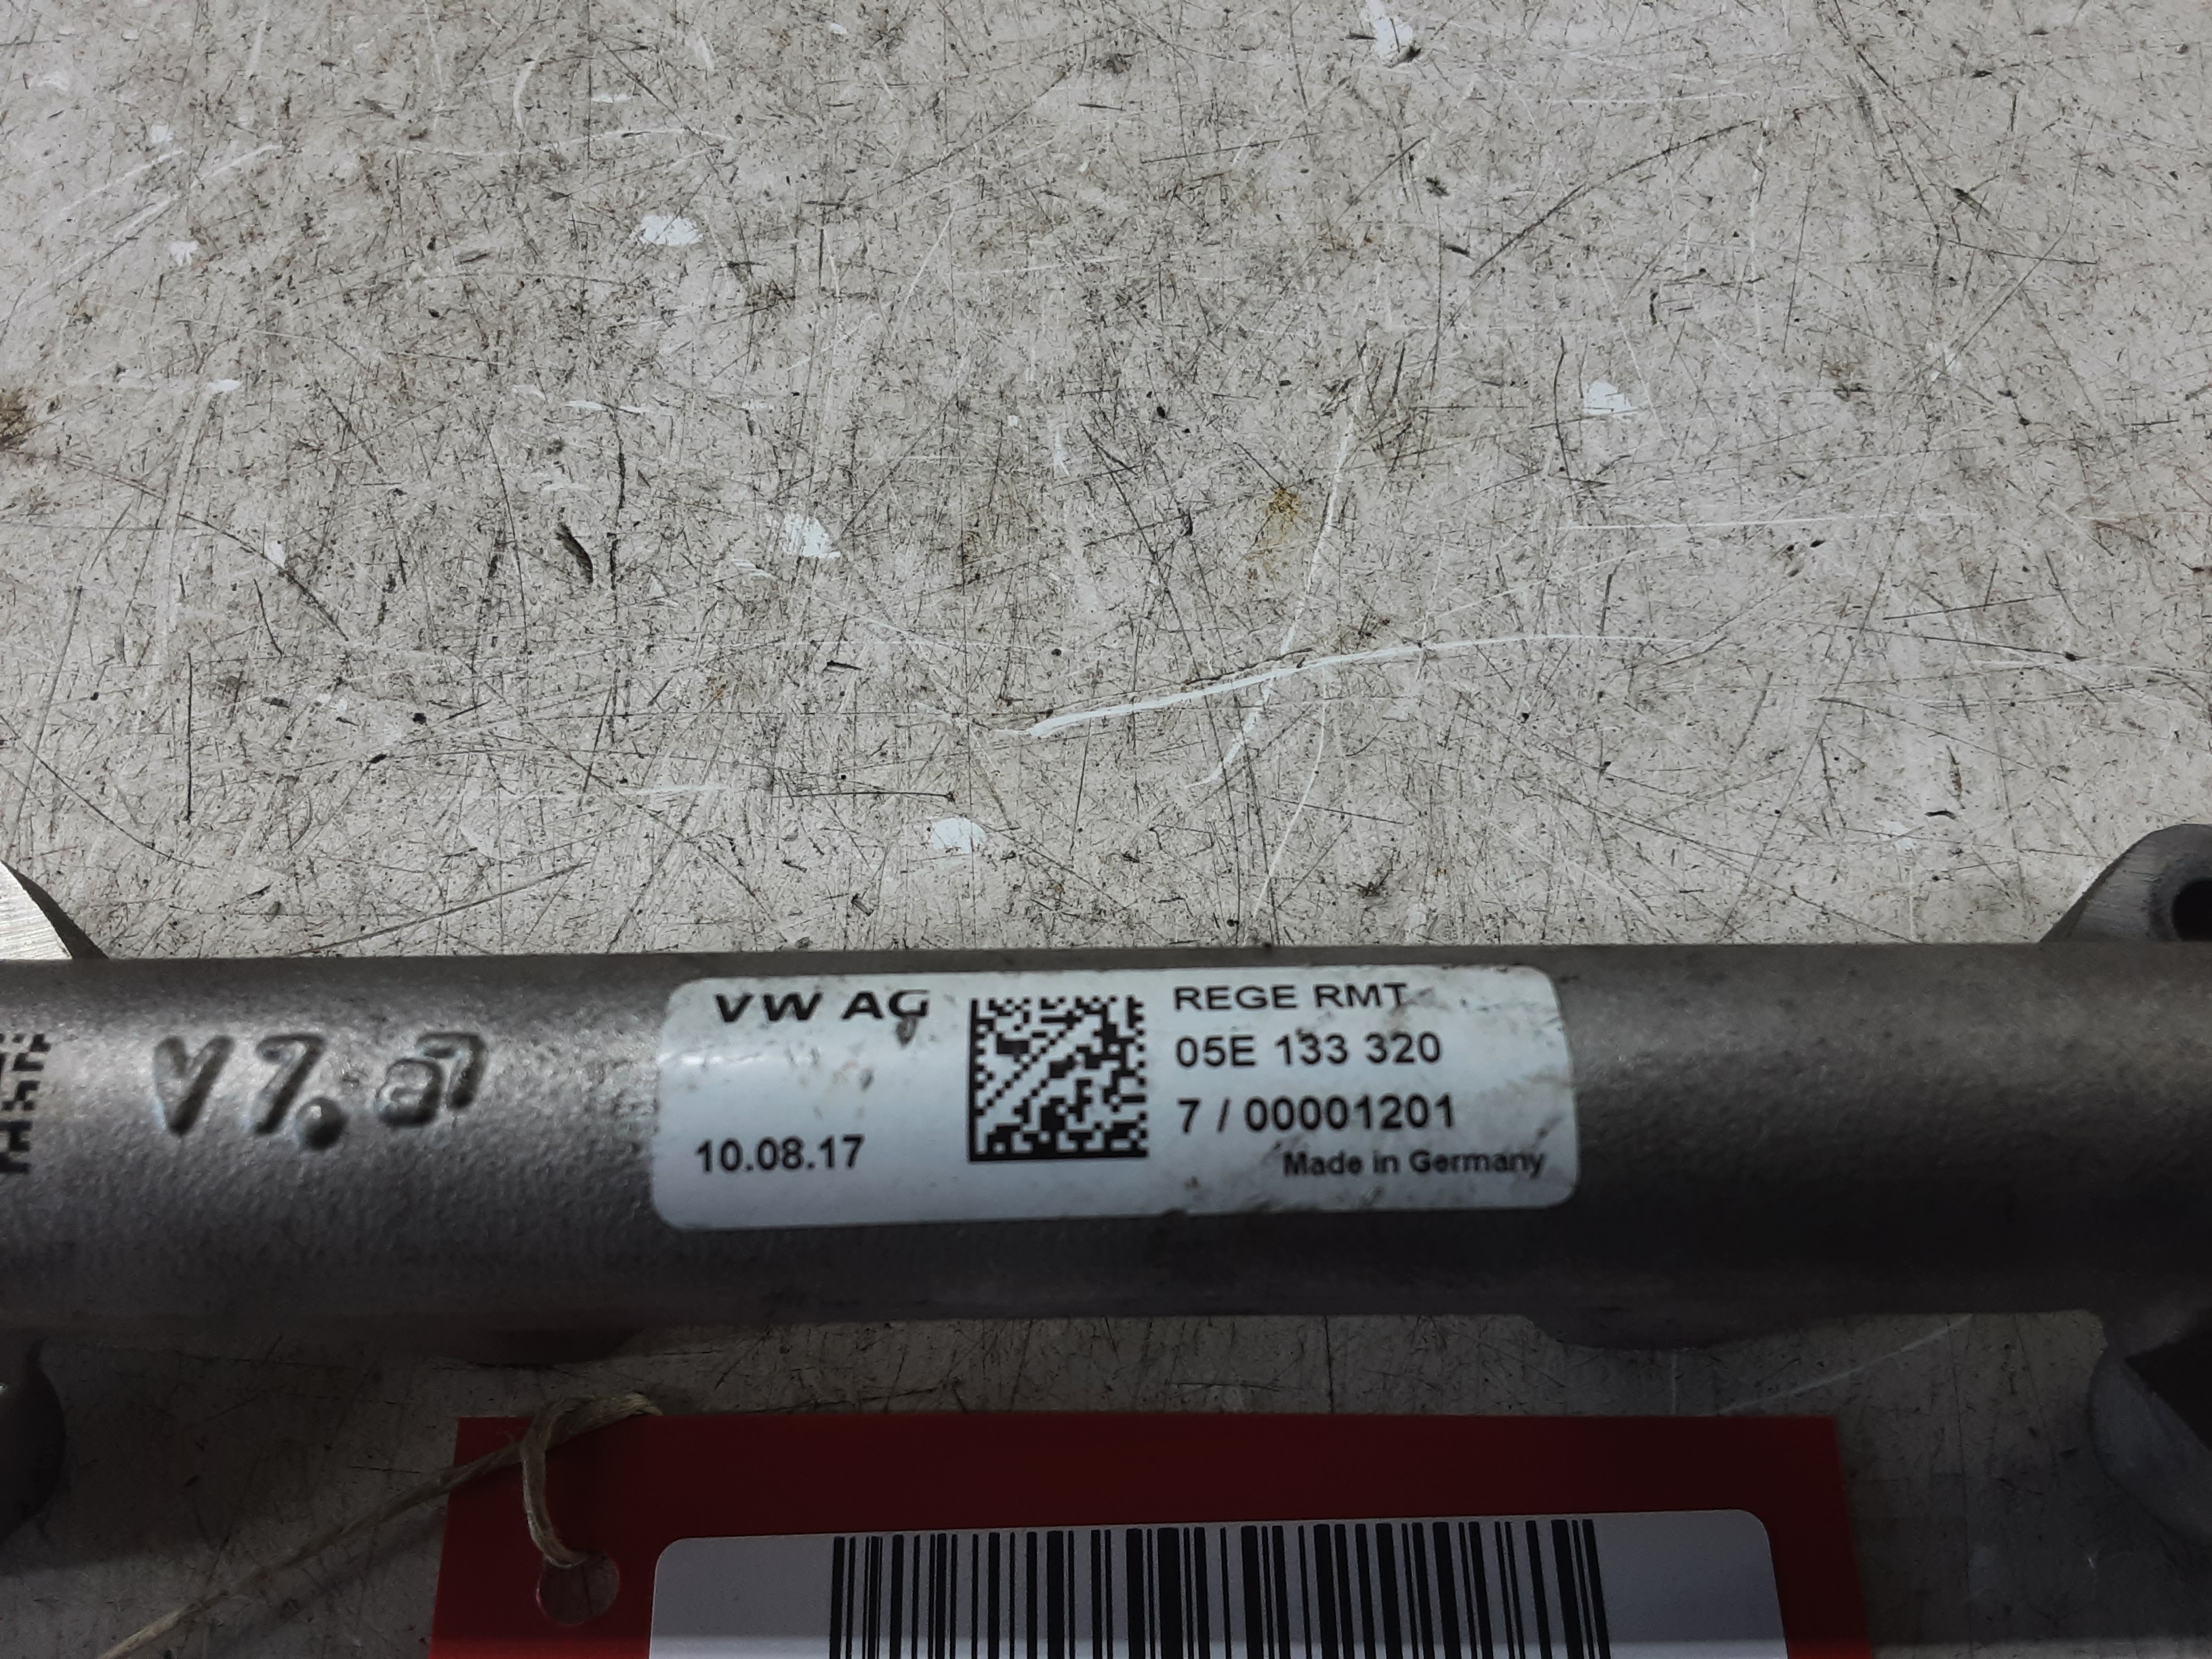 VW AG
10.08.17
REGE RMT
05E 133 320
7 / 00001201
Made in Germany